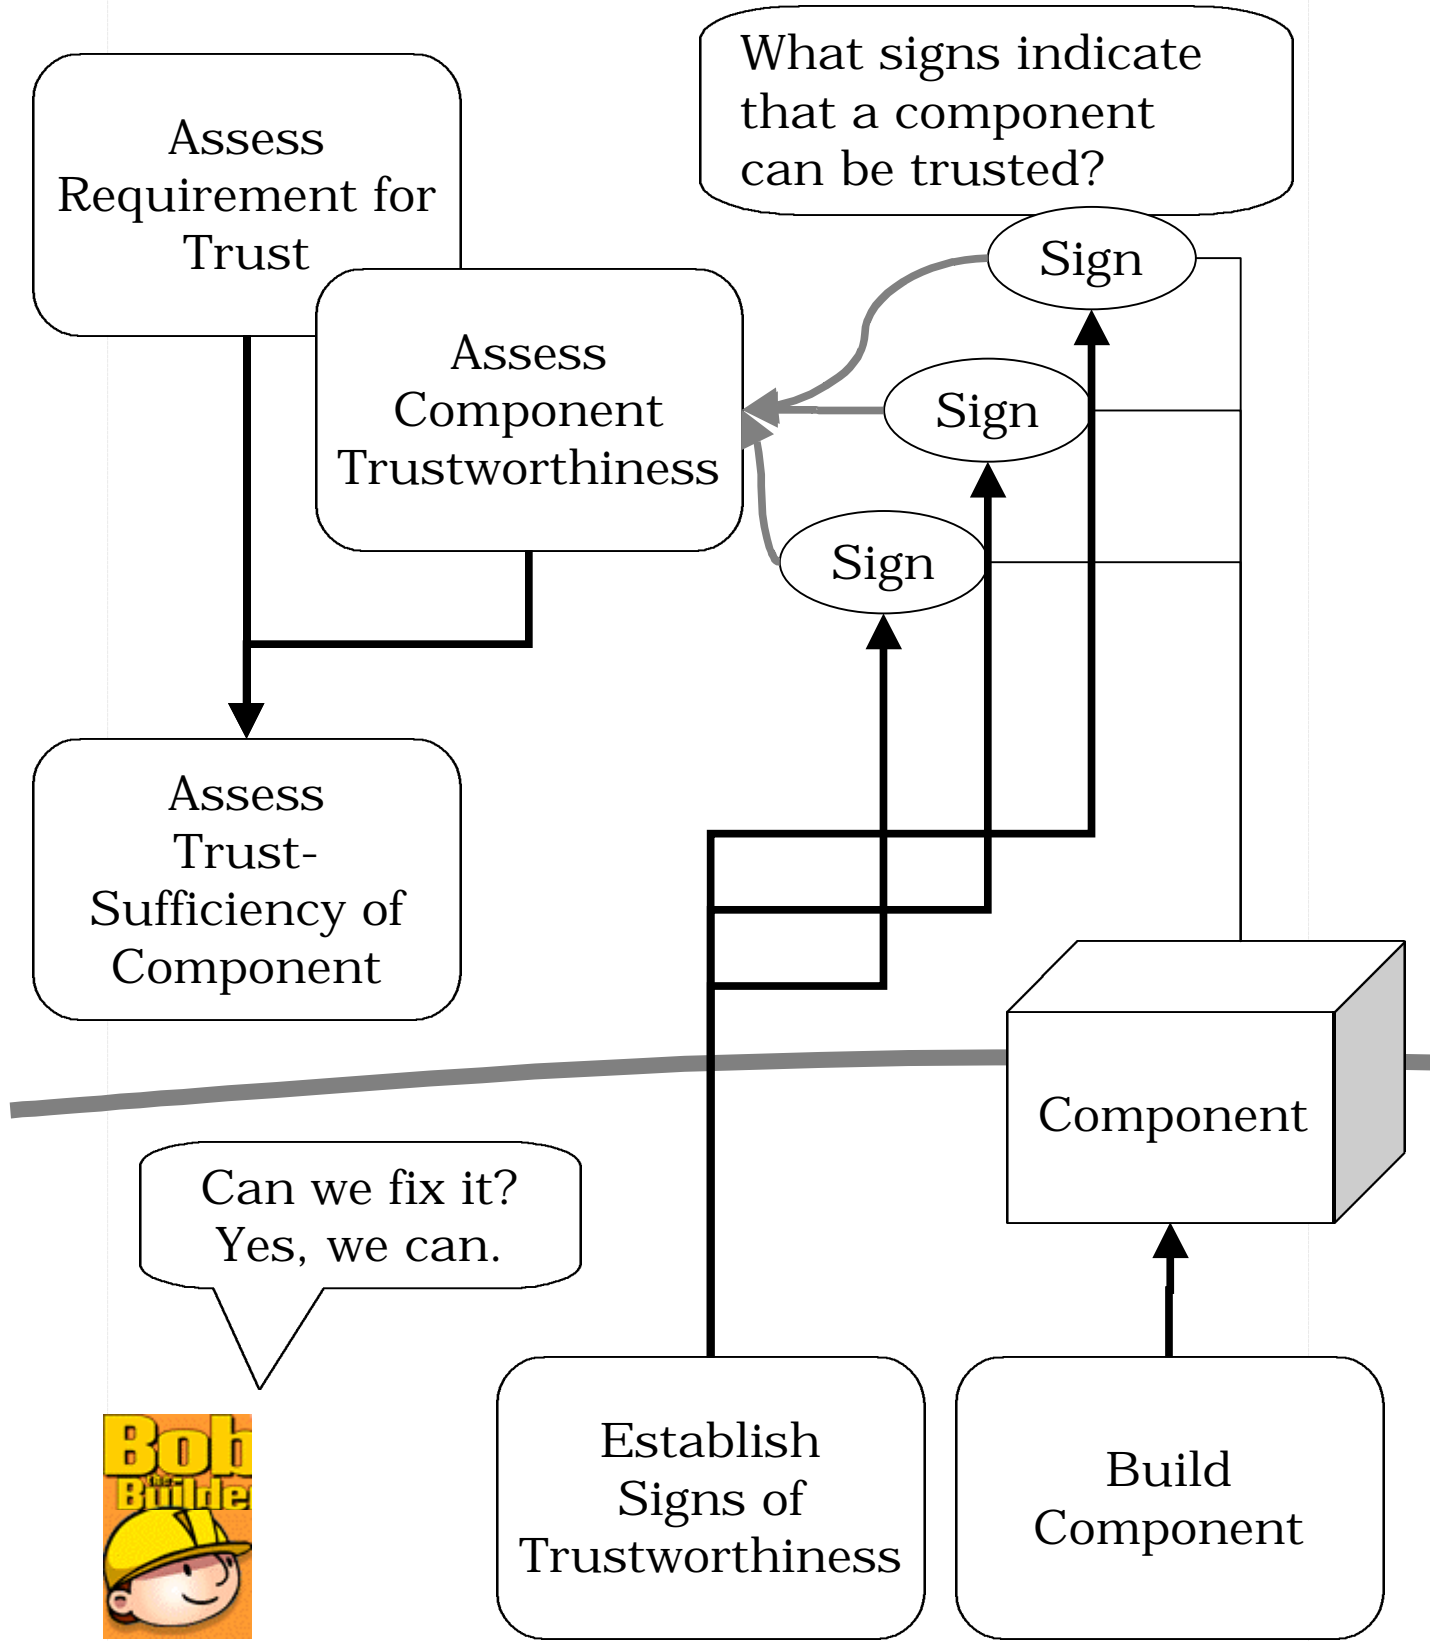 What signs indicate
that a component
can be trusted?
Assess
Requirement for
Trust
Sign
Assess
Component
Trustworthiness
Sign
Sign
Assess
Trust-
Sufficiency of
Component
Component
Can we fix it?
Yes, we can.
Bob
the
Builder
Establish
Signs of
Trustworthiness
Build
Component